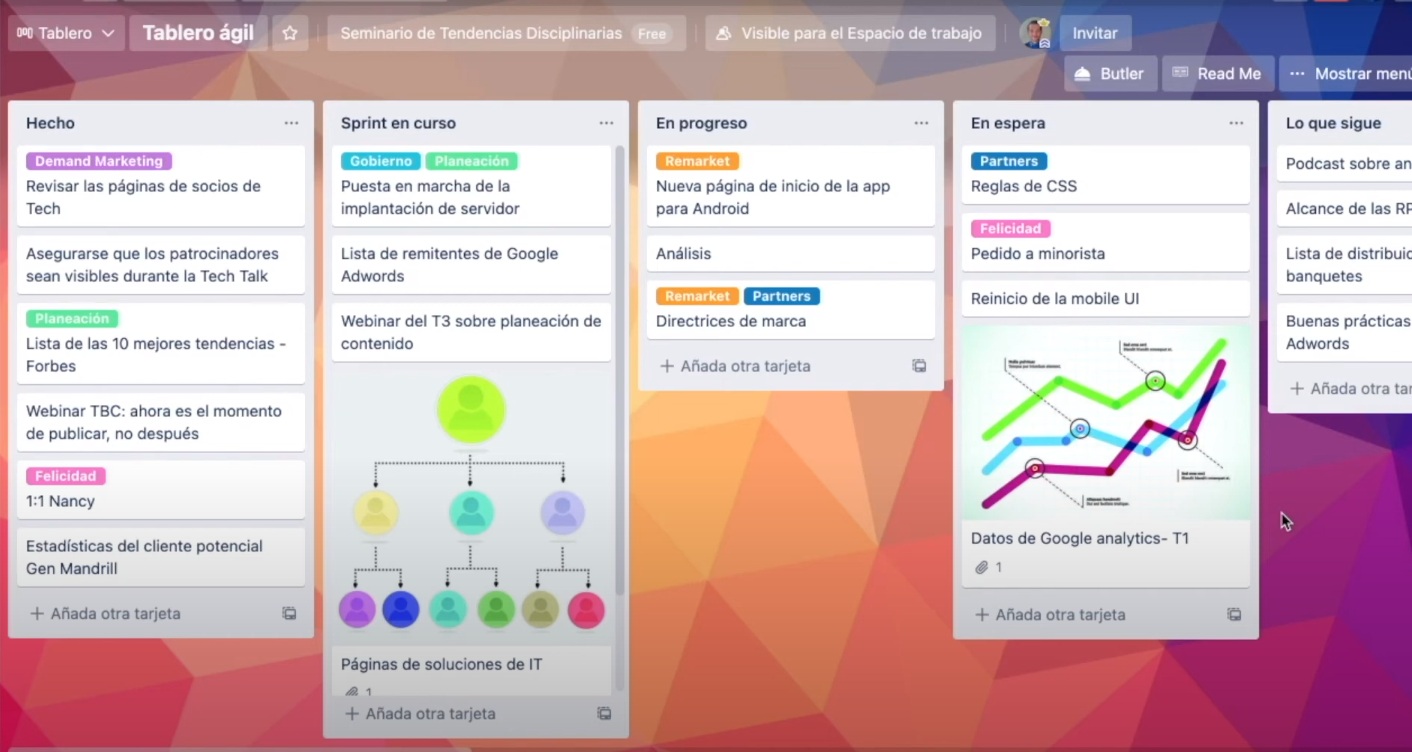 Tablero
Tablero ágil
Seminario de Tendencias Disciplinarias Free
Visible para el Espacio de trabajo
Invitar
Butler
Read Me
Mostrar menú
Hecho
Demand Marketing
Revisar las páginas de socios de
Tech
Asegurarse que los patrocinadores
sean visibles durante la Tech Talk
Planeación
Lista de las 10 mejores tendencias -
Forbes
Webinar TBC: ahora es el momento
de publicar, no después
Felicidad
1:1 Nancy
Estadísticas del cliente potencial
Gen Mandrill
+ Añada otra tarjeta
Sprint en curso
Gobierno Planeación
Puesta en marcha de la
implantación de servidor
Lista de remitentes de Google
Adwords
Webinar del T3 sobre planeación de
contenido
Páginas de soluciones de IT
1
+ Añada otra tarjeta
En progreso
Remarket
Nueva página de inicio de la app
para Android
Análisis
Remarket Partners
Directrices de marca
+ Añada otra tarjeta
En espera
Partners
Reglas de CSS
Felicidad
Pedido a minorista
Reinicio de la mobile UI
Datos de Google analytics- T1
1
+ Añada otra tarjeta
Lo que sigue
Podcast sobre an
Alcance de las RP
Lista de distribuc
banquetes
Buenas prácticas
Adwords
+ Añada otra tar